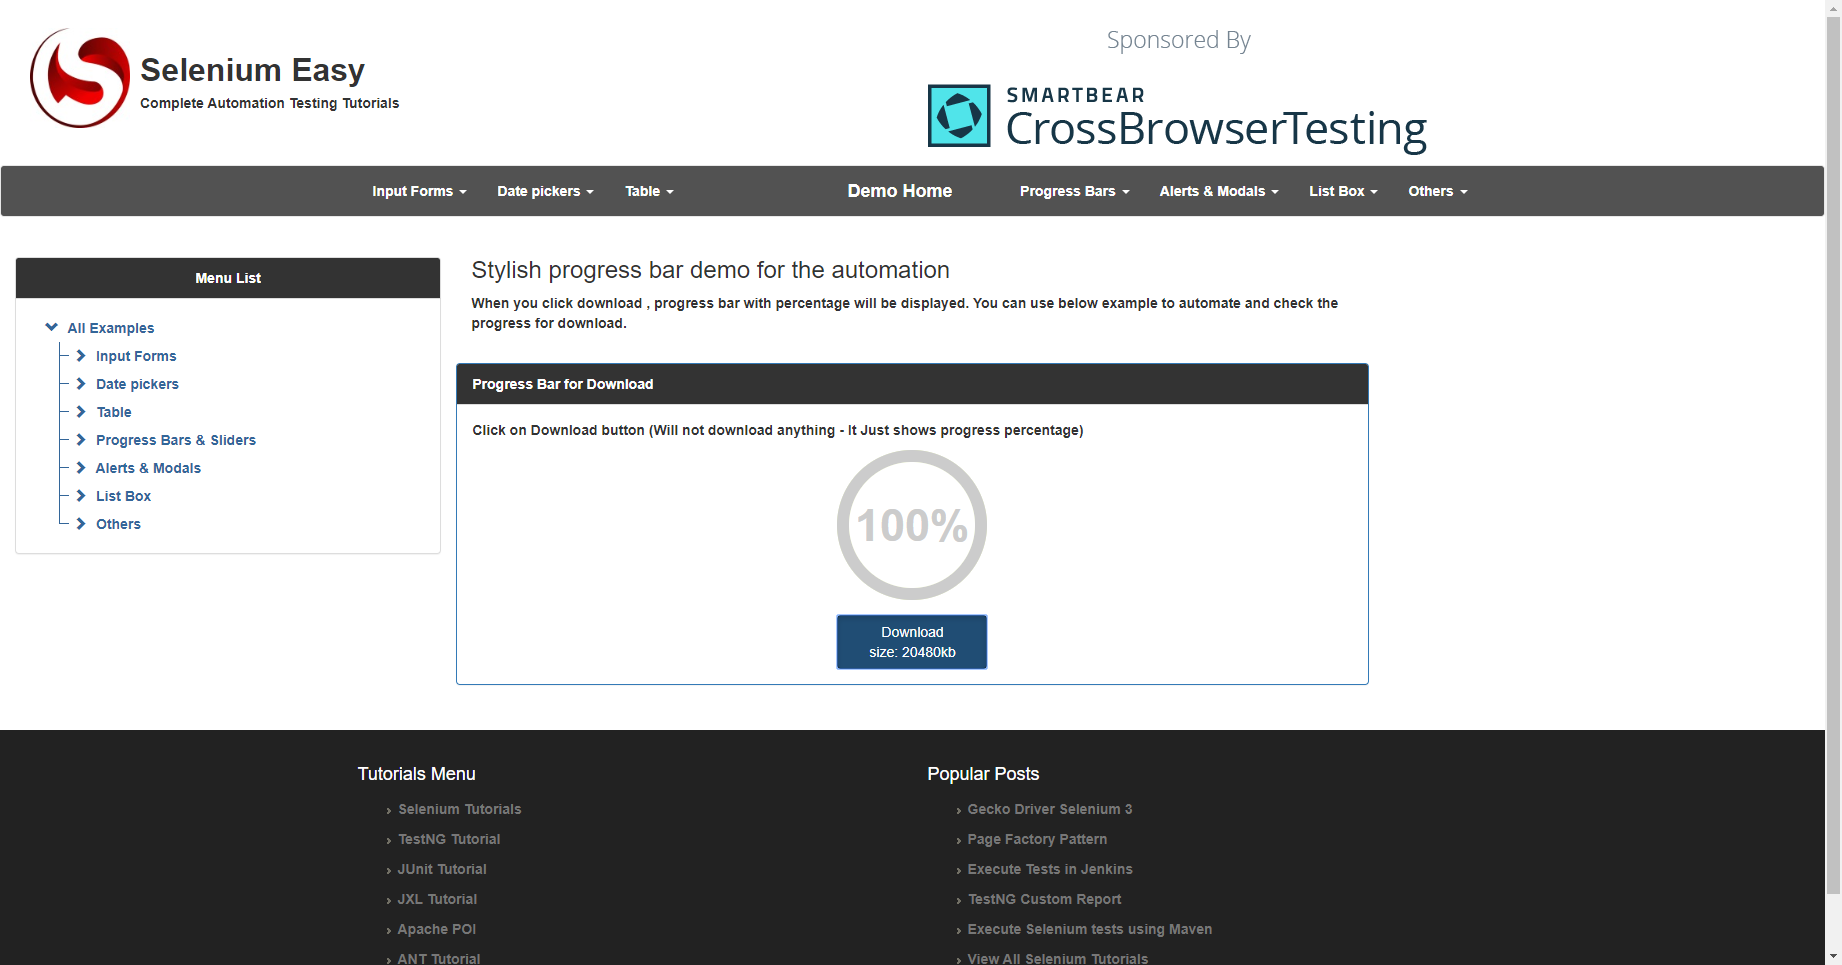 Selenium Easy
Complete Automation Testing Tutorials
Sponsored By
SMARTBEAR
CrossBrowserTesting
Input Forms
Date pickers
Table
Demo Home
Progress Bars
Alerts & Modals
List Box
Others
Menu List
All Examples
Input Forms
Date pickers
Table
Progress Bars & Sliders
Alerts & Modals
List Box
Others
Stylish progress bar demo for the automation
When you click download , progress bar with percentage will be displayed. You can use below example to automate and check the
progress for download.
Progress Bar for Download
Click on Download button (Will not download anything - It Just shows progress percentage)
100%
Download
size: 20480kb
Tutorials Menu
Selenium Tutorials
TestNG Tutorial
JUnit Tutorial
JXL Tutorial
Apache POI
ANT Tutorial
Popular Posts
Gecko Driver Selenium 3
Page Factory Pattern
Execute Tests in Jenkins
TestNG Custom Report
Execute Selenium tests using Maven
View All Selenium Tutorials